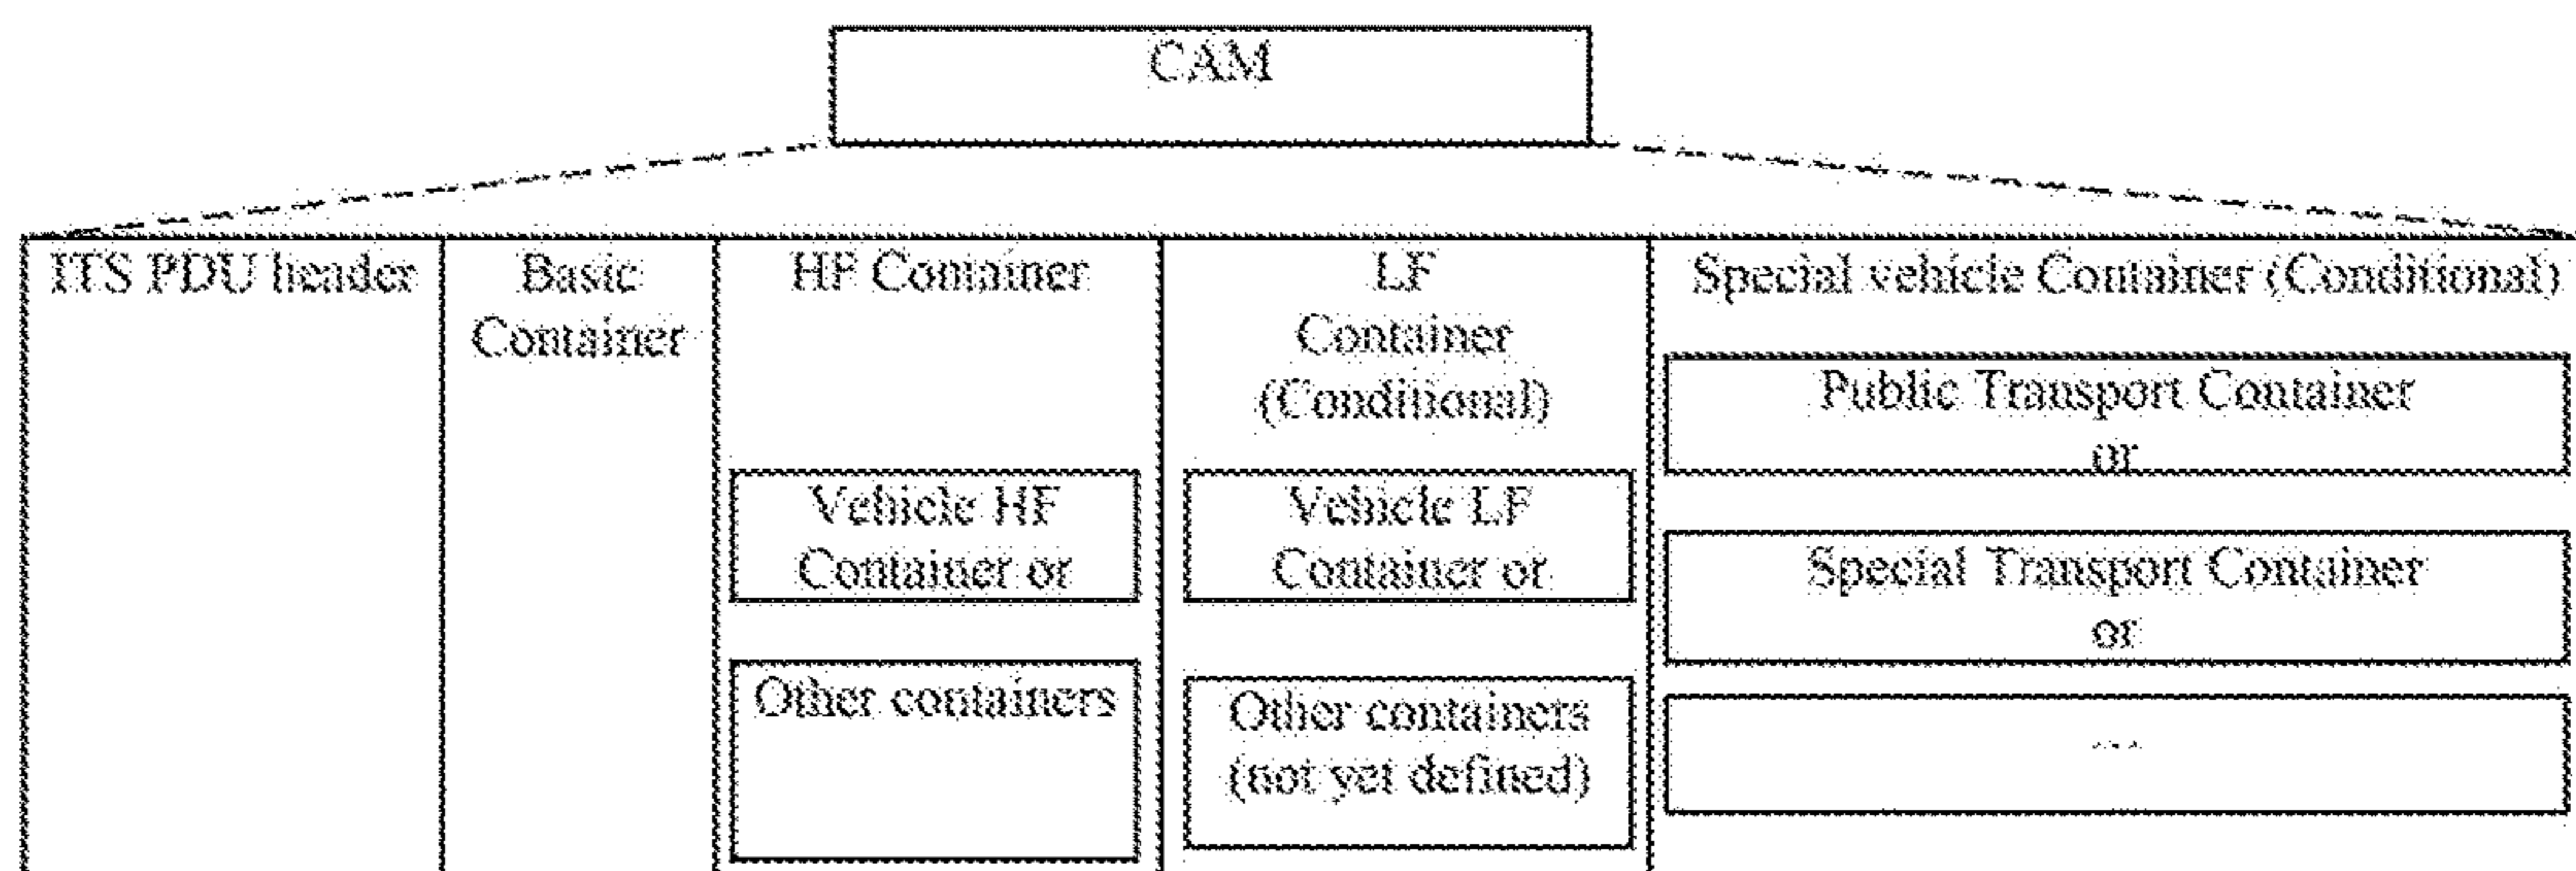 CAM
ITS PDU header
Basic
Container
HF Container
Vehicle HF
Container or
Other containers
LF
Container
(Conditional)
Vehicle LF
Container or
Other containers
(not yet defined)
Special vehicle Container (Conditional)
Public Transport Container
or
Special Transport Container
or
...